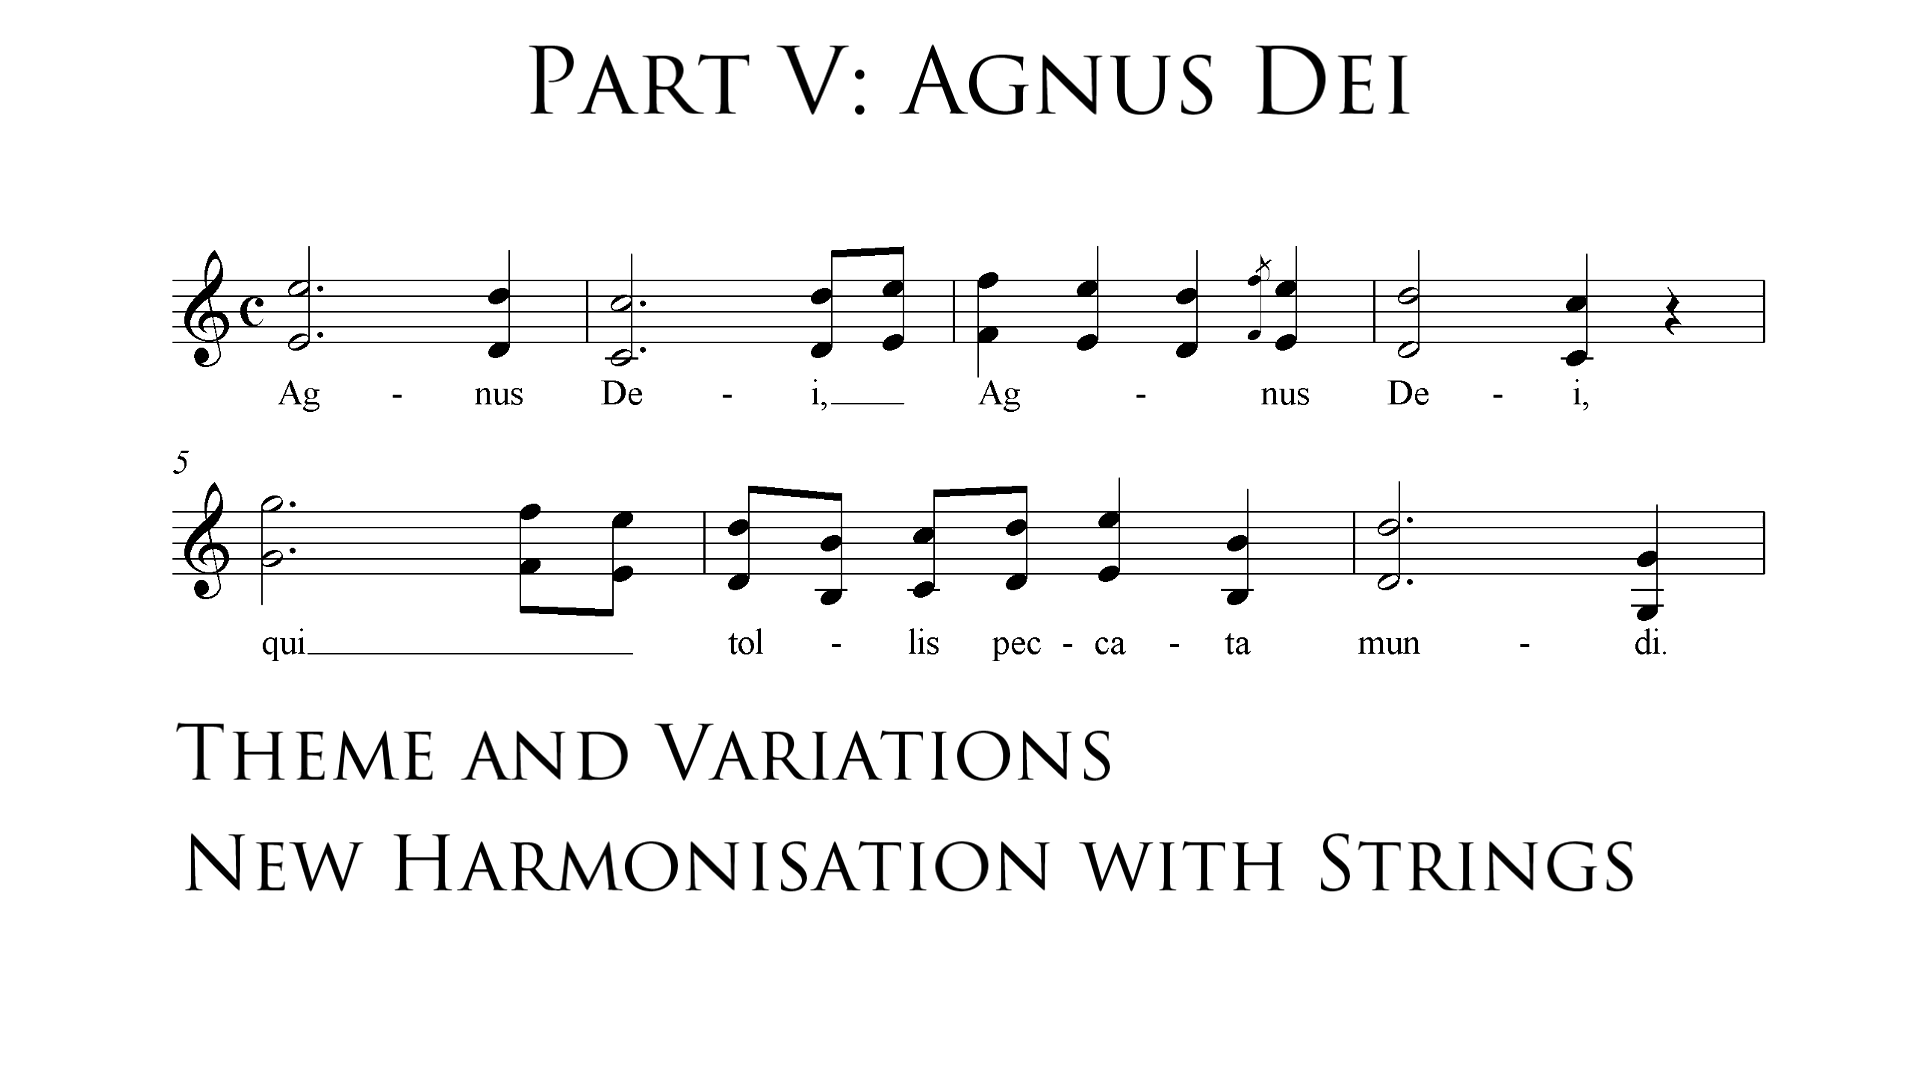 PART V: AGNUS DEI
Ag - nus De - i, Ag - nus De - i,
5
qui tol - lis pec - ca - ta mun - di.
THEME AND VARIATIONS
NEW HARMONISATION WITH STRINGS